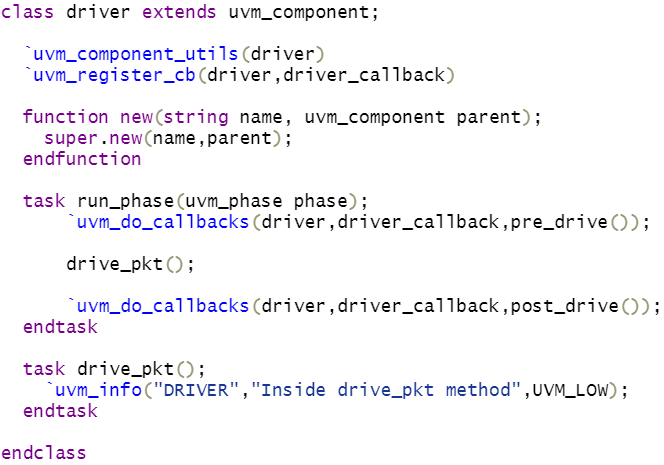 class driver extends uvm_component;
`uvm_component_utils(driver)
`uvm_register_cb(driver,driver_callback)
function new(string name, uvm_component parent);
super.new(name,parent);
endfunction
task run_phase(uvm_phase phase);
`uvm_do_callbacks(driver,driver_callback,pre_drive());
drive_pkt();
`uvm_do_callbacks(driver,driver_callback,post_drive());
endtask
task drive_pkt();
`uvm_info("DRIVER","Inside drive_pkt method",UVM_LOW);
endtask
endclass